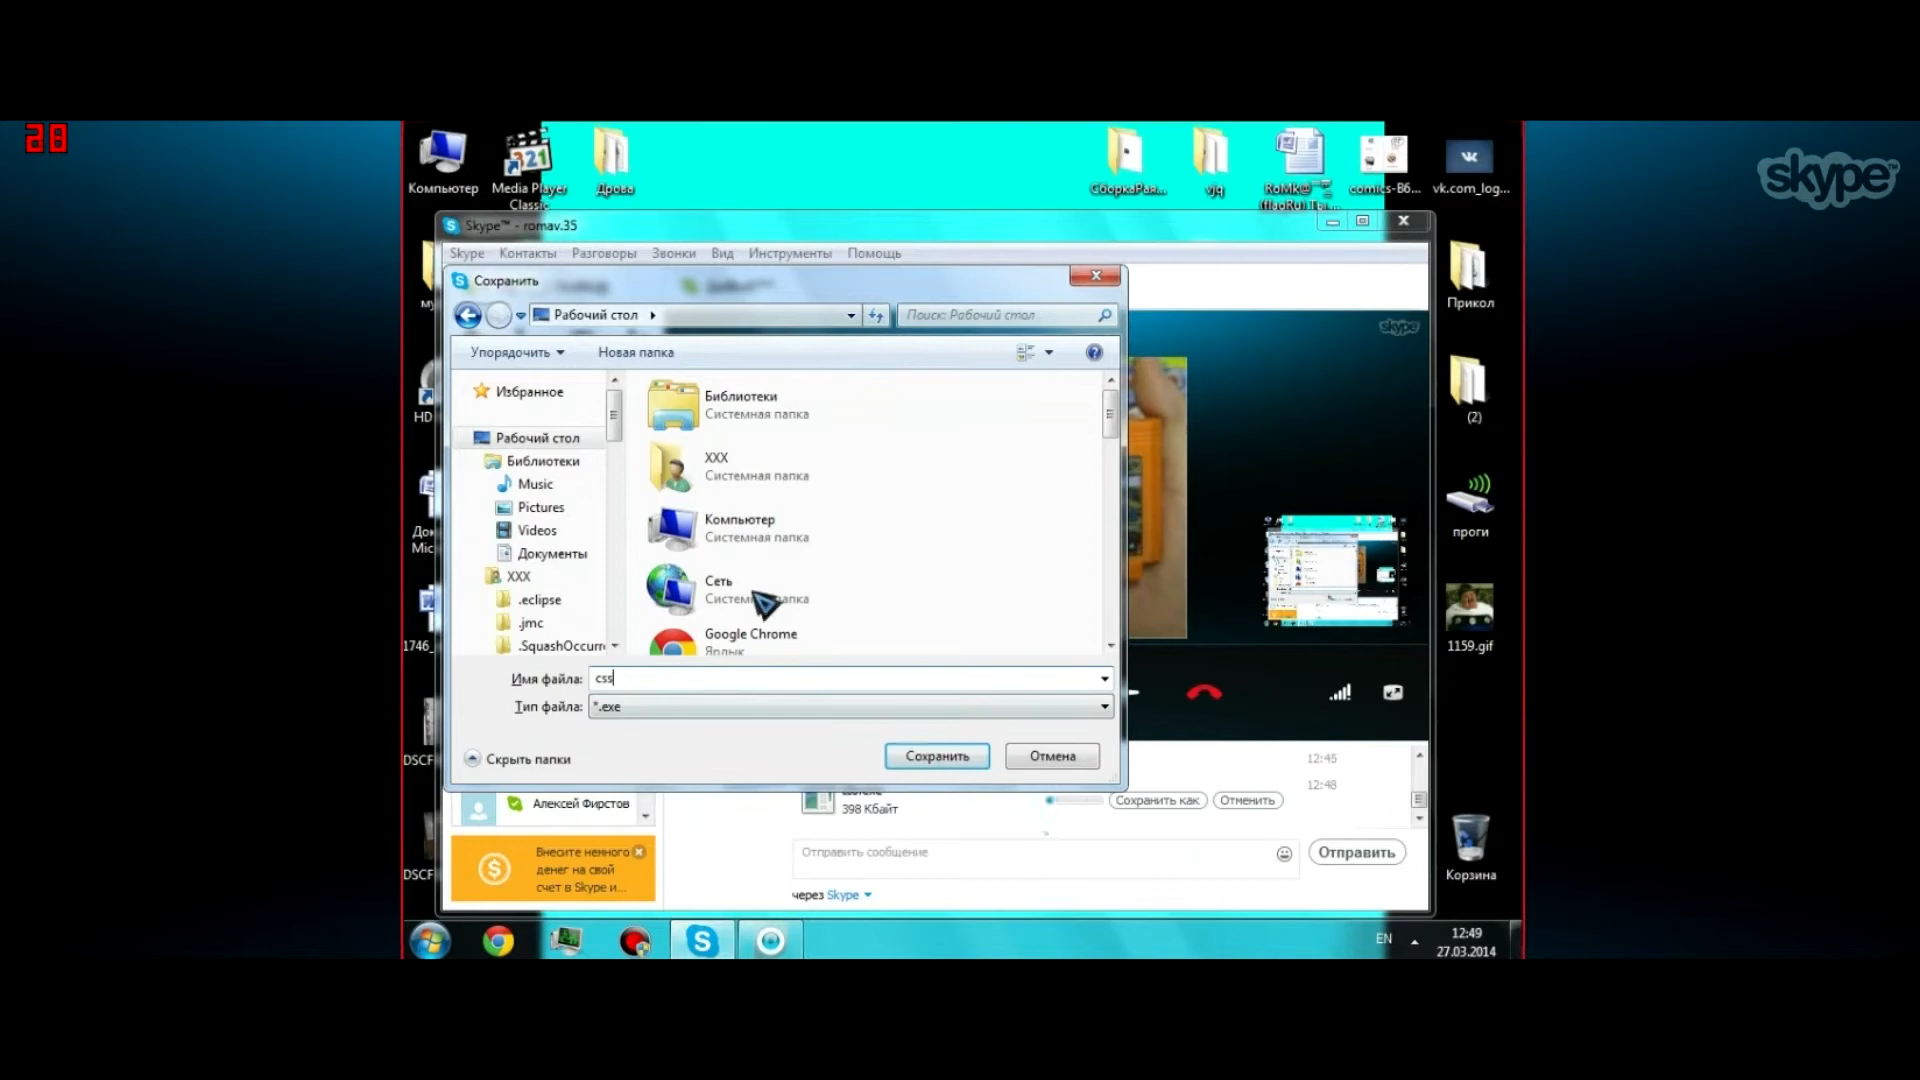 20
skype™
Компьютер
Media Player
Classic
Дрова
vjq
comics-B6...
vk.com_log...
Skype™ - romav.35
Skype Контакты Разговоры Звонки Вид Инструменты Помощь
Сохранить
Рабочий стол
Поиск: Рабочий стол
Упорядочить
Новая папка
Избранное
Рабочий стол
Библиотеки
Music
Pictures
Videos
Документы
XXX
.eclipse
.jmc
.SquashOccurr
Библиотеки
Системная папка
XXX
Системная папка
Компьютер
Системная папка
Сеть
Google Chrome
Ярлык
Имя файла: css
Тип файла: *.exe
Скрыть папки
Сохранить
Отмена
skype
Прикол
(2)
проги
1159.gif
Корзина
HD
1746_
DSCF
DSCF
12:45
12:48
Алексей Фирстов
398 Кбайт
Сохранить как
Отменить
Внесите немного
денег на свой
счет в Skype и...
Отправить сообщение
Отправить
через Skype
EN
12:49
27.03.2014